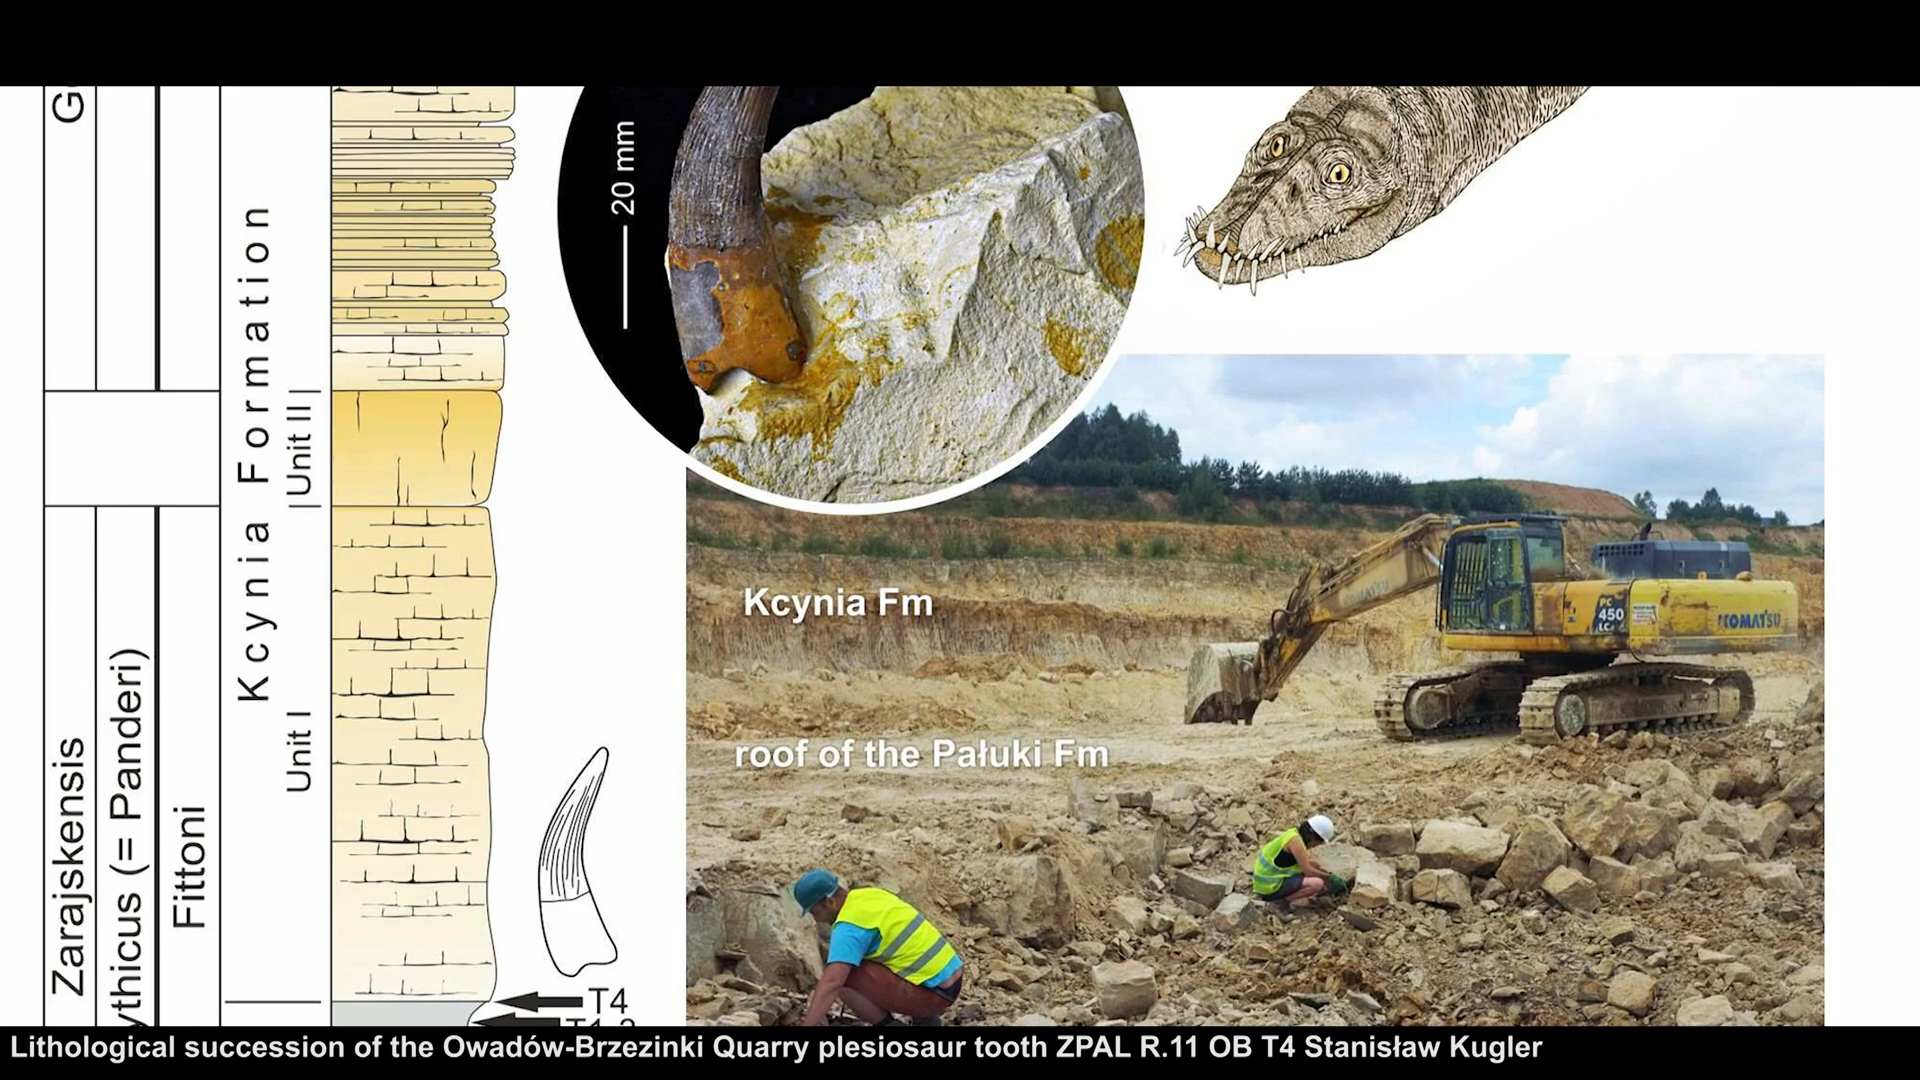 G
Kcynia Formation
Unit II
Unit I
Zarajskensis
ythicus (= Panderi)
Fittoni
20 mm
Kcynia Fm
roof of the Pałuki Fm
PC
450
LC
KOMATSU
T4
Lithological succession of the Owadów-Brzezinki Quarry plesiosaur tooth ZPAL R.11 OB T4 Stanisław Kugler